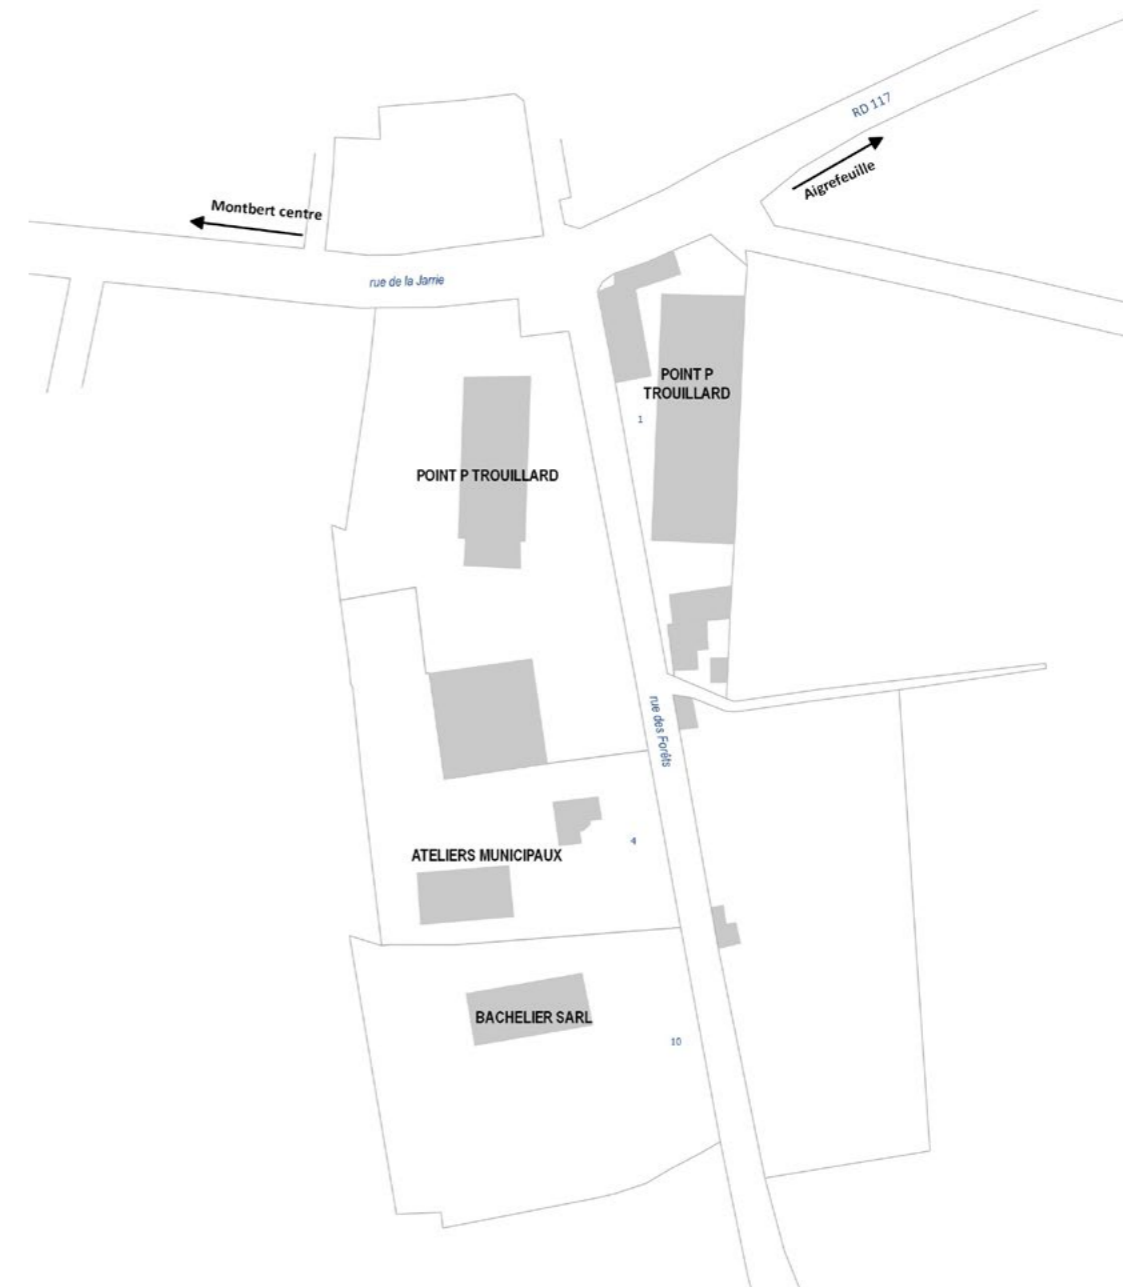 RD 117
Aigrefeuille
Montbert centre
rue de la Jarrie
POINT P
TROUILLARD
1
POINT P TROUILLARD
rue des Forêts
4
ATELIERS MUNICIPAUX
BACHELIER SARL
10